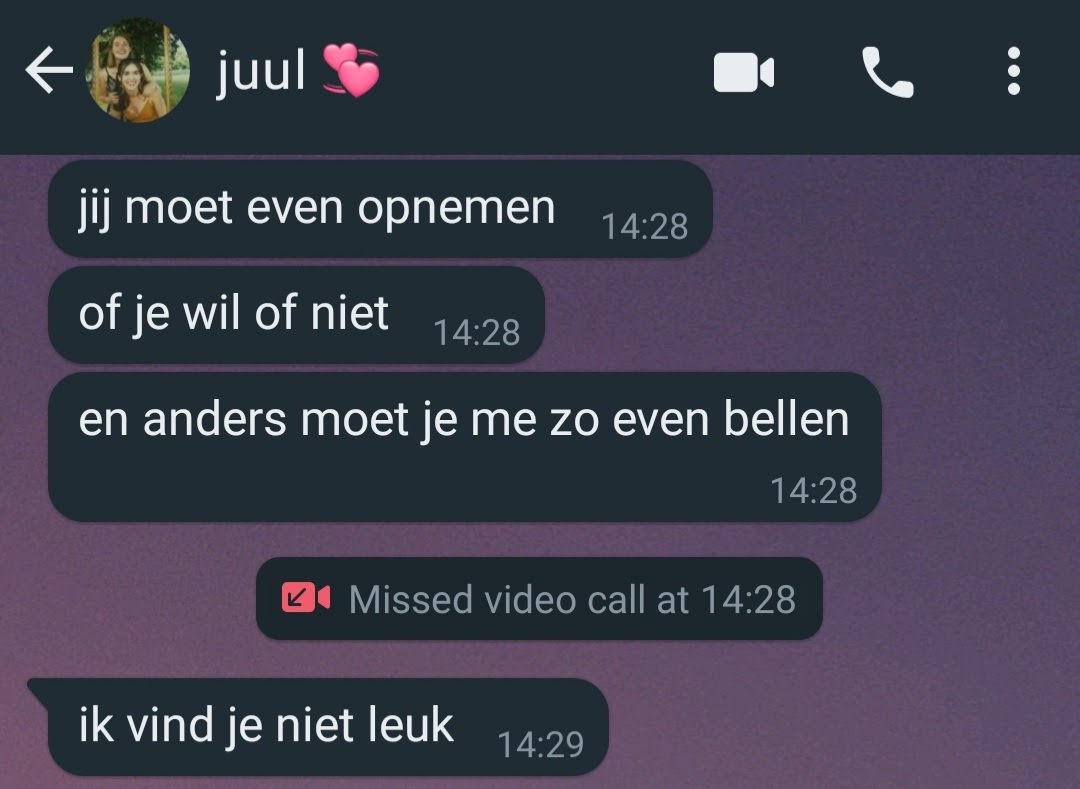 juul 💞
jij moet even opnemen 14:28
of je wil of niet 14:28
en anders moet je me zo even bellen
14:28
Missed video call at 14:28
ik vind je niet leuk 14:29